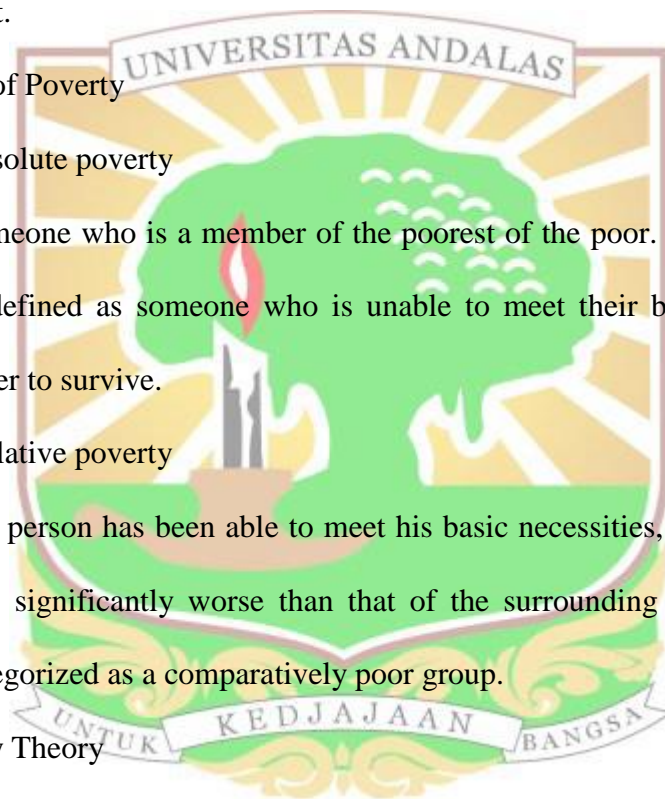 t.
UNIVERSITAS ANDALAS
of Poverty
solute poverty
meone who is a member of the poorest of the poor.
defined as someone who is unable to meet their b
er to survive.
lative poverty
person has been able to meet his basic necessities,
significantly worse than that of the surrounding
egorized as a comparatively poor group.
UNTUK KEDJAJAAN BANGSA
y Theory